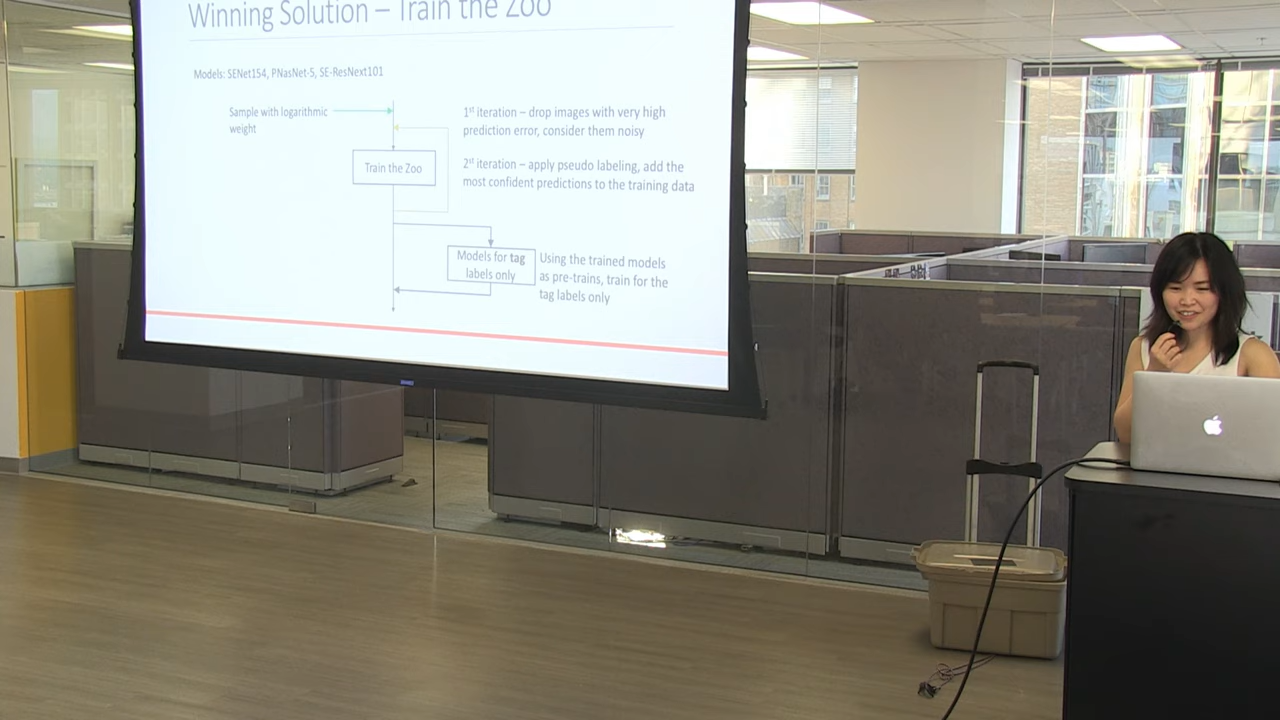 Winning Solution – Train the Zoo
Models: SENet154, PNasNet-5, SE-ResNext101
Sample with logarithmic
weight
Train the Zoo
1st iteration – drop images with very high
prediction error, consider them noisy
2st iteration – apply pseudo labeling, add the
most confident predictions to the training data
Models for tag
labels only
Using the trained models
as pre-trains, train for the
tag labels only